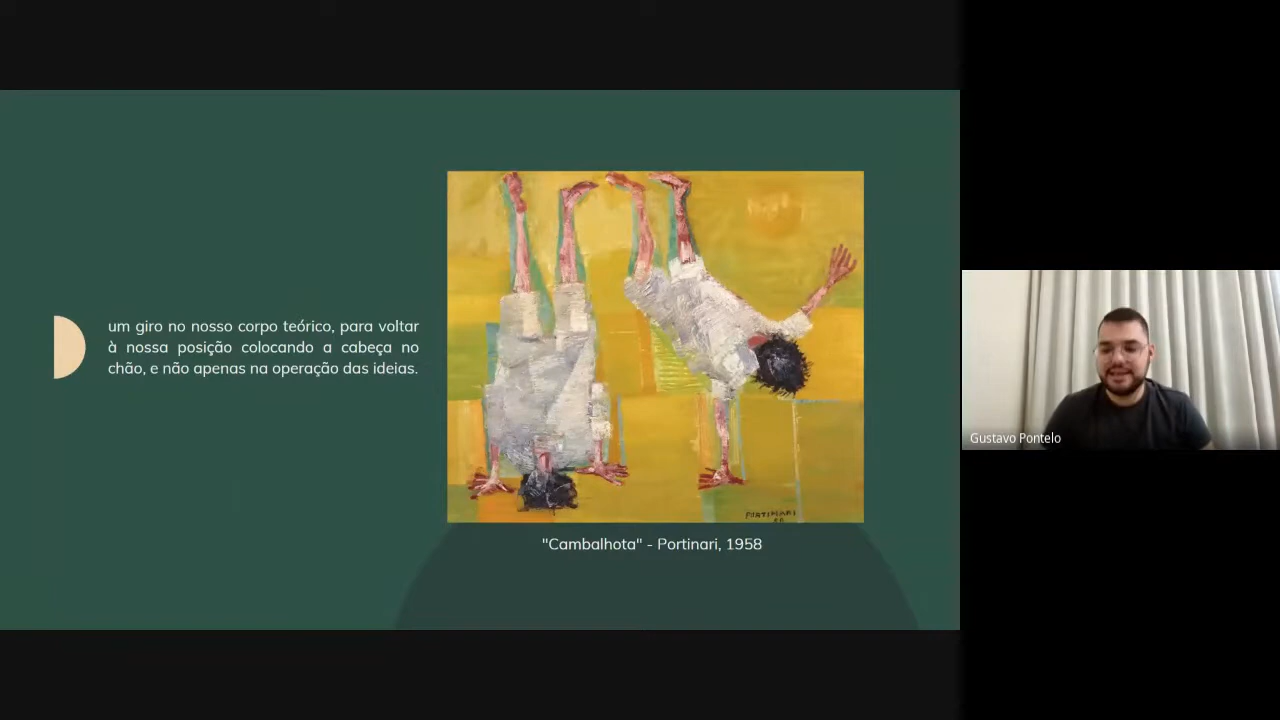 um giro no nosso corpo teórico, para voltar
à nossa posição colocando a cabeça no
chão, e não apenas na operação das ideias.
PORTINARI
58
"Cambalhota" - Portinari, 1958
Gustavo Pontelo